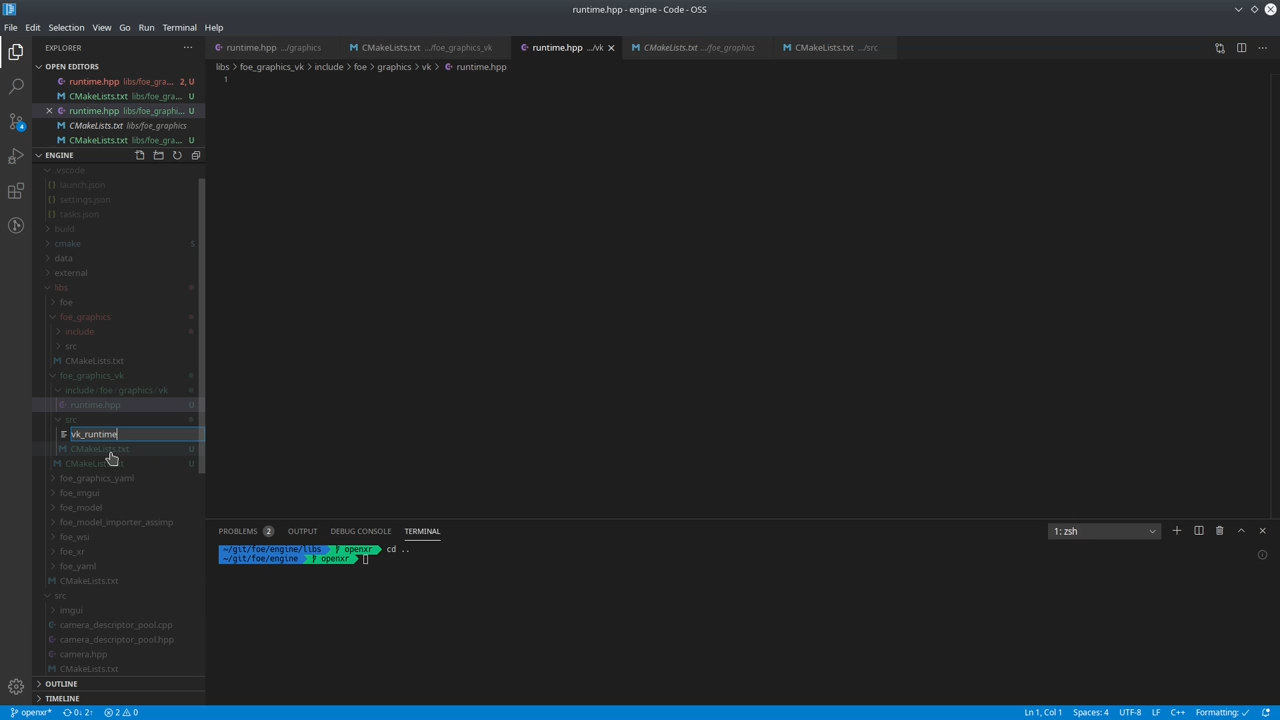 runtime.hpp - engine - Code - OSS
File Edit Selection View Go Run Terminal Help
EXPLORER
runtime.hpp .../graphics CMakeLists.txt .../foe_graphics_vk runtime.hpp .../vk CMakeLists.txt .../foe_graphics CMakeLists.txt .../src
libs > foe_graphics_vk > include > foe > graphics > vk > runtime.hpp
1
OPEN EDITORS
runtime.hpp libs/foe_gra... 2, U
CMakeLists.txt libs/foe_gra... U
runtime.hpp libs/foe_graphi... U
CMakeLists.txt libs/foe_graphics
CMakeLists.txt libs/foe_gra... U
ENGINE
.vscode
launch.json
settings.json
tasks.json
build
cmake S
data
external
libs
foe
foe_graphics
include
src
CMakeLists.txt
foe_graphics_vk
include / foe / graphics / vk
runtime.hpp U
src
vk_runtime
CMakeLists.txt U
CMakeLists.txt U
foe_graphics_yaml
foe_imgui
foe_model
foe_model_importer_assimp
foe_wsi
foe_xr
foe_yaml
CMakeLists.txt
src
imgui
camera_descriptor_pool.cpp
camera_descriptor_pool.hpp
camera.hpp
CMakeLists.txt
OUTLINE
TIMELINE
PROBLEMS 2 OUTPUT DEBUG CONSOLE TERMINAL 1: zsh
~/git/foe/engine/libs openxr cd ..
~/git/foe/engine openxr
openxr* 0↓ 2↑ 2 0 Ln 1, Col 1 Spaces: 4 UTF-8 LF C++ Formatting: ✓
4